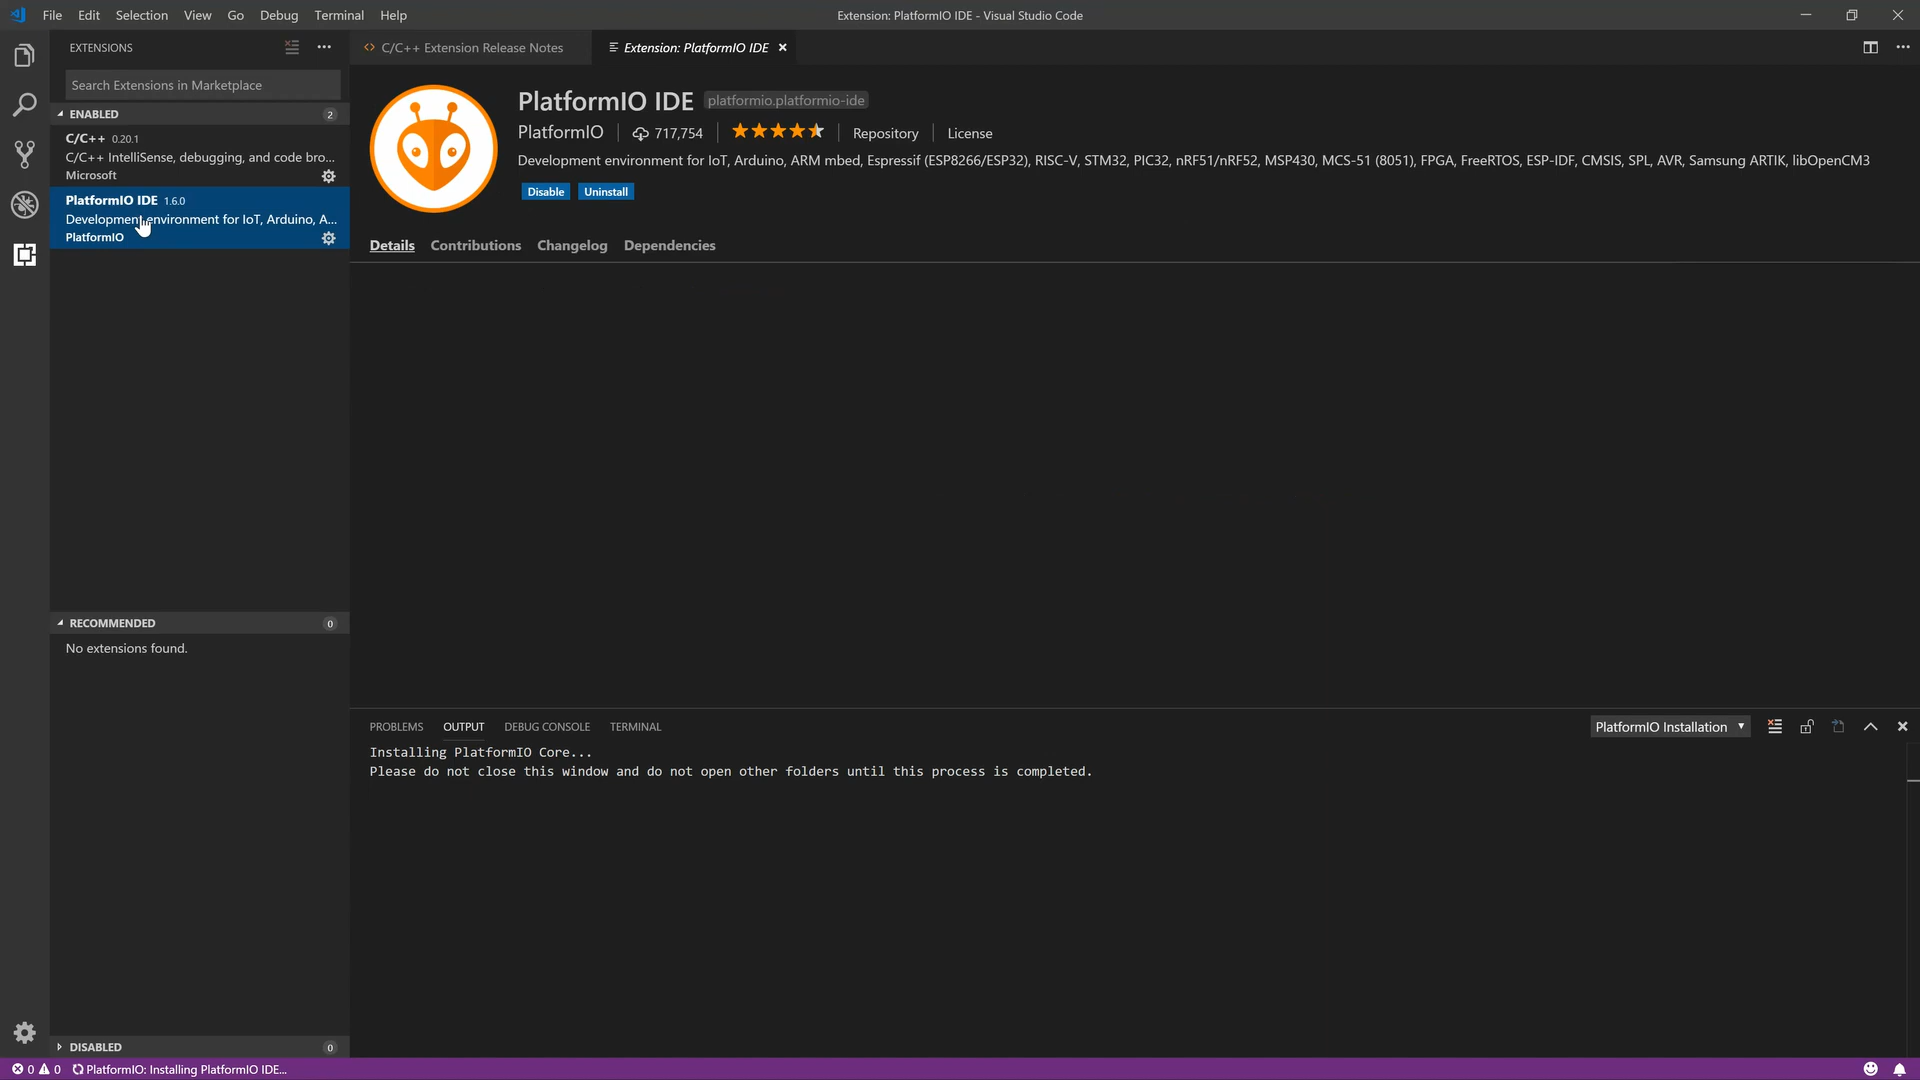 File Edit Selection View Go Debug Terminal Help
Extension: PlatformIO IDE - Visual Studio Code
EXTENSIONS
Search Extensions in Marketplace
ENABLED 2
C/C++ 0.20.1
C/C++ IntelliSense, debugging, and code bro...
Microsoft
PlatformIO IDE 1.6.0
Development environment for IoT, Arduino, A...
PlatformIO
RECOMMENDED 0
No extensions found.
DISABLED 0
C/C++ Extension Release Notes
Extension: PlatformIO IDE
PlatformIO IDE platformio.platformio-ide
PlatformIO 717,754 Repository License
Development environment for IoT, Arduino, ARM mbed, Espressif (ESP8266/ESP32), RISC-V, STM32, PIC32, nRF51/nRF52, MSP430, MCS-51 (8051), FPGA, FreeRTOS, ESP-IDF, CMSIS, SPL, AVR, Samsung ARTIK, libOpenCM3
Disable Uninstall
Details Contributions Changelog Dependencies
PROBLEMS OUTPUT DEBUG CONSOLE TERMINAL
PlatformIO Installation
Installing PlatformIO Core...
Please do not close this window and do not open other folders until this process is completed.
0 0 PlatformIO: Installing PlatformIO IDE...